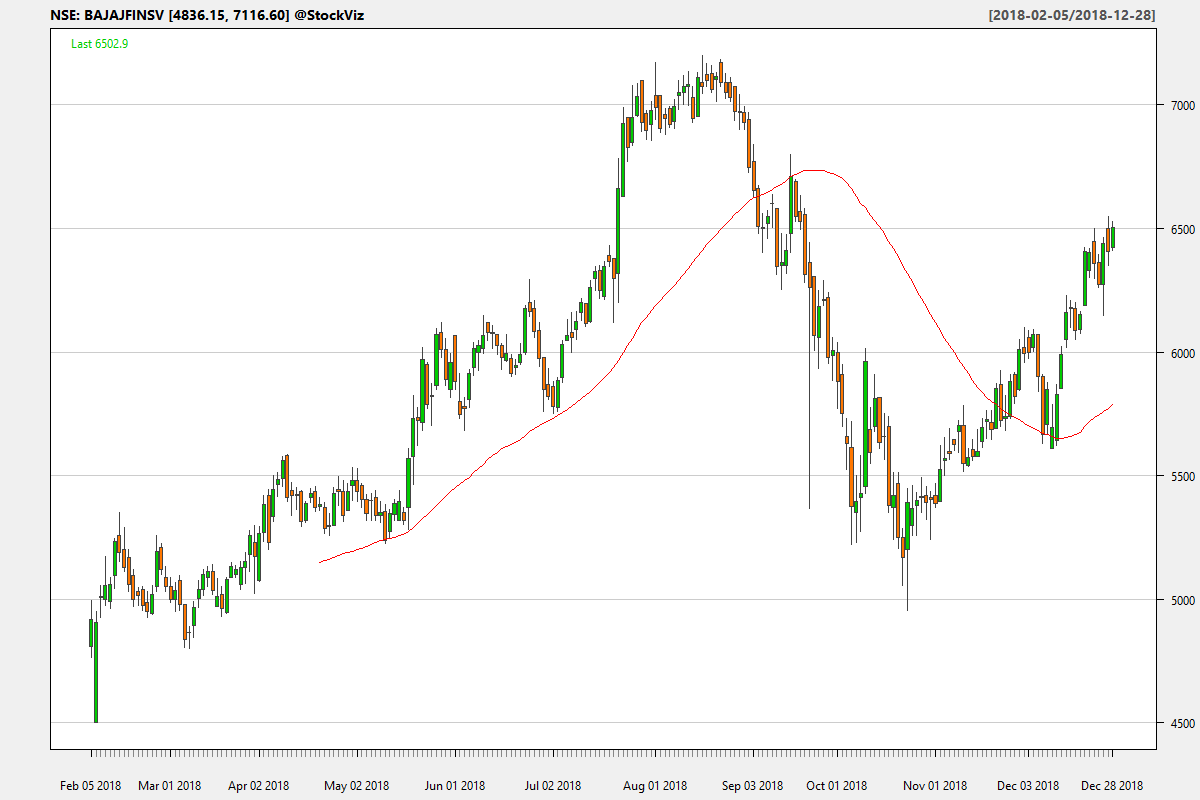 NSE: BAJAJFINSV [4836.15, 7116.60] @StockViz
[2018-02-05/2018-12-28]
Last 6502.9
7000
6500
6000
5500
5000
4500
Feb 05 2018 Mar 01 2018 Apr 02 2018 May 02 2018 Jun 01 2018 Jul 02 2018 Aug 01 2018 Sep 03 2018 Oct 01 2018 Nov 01 2018 Dec 03 2018 Dec 28 2018